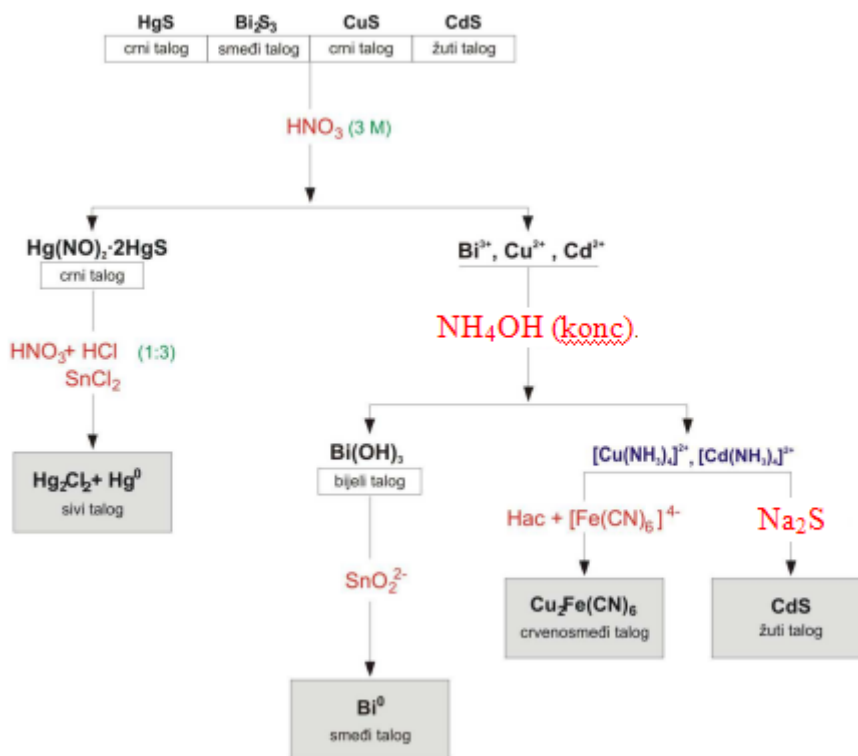 HgS Bi₂S₃ CuS CdS
crni talog smeđi talog crni talog žuti talog
HNO₃ (3 M)
Hg(NO)₂·2HgS
crni talog
Bi³⁺, Cu²⁺ , Cd²⁺
HNO₃+ HCl (1:3)
SnCl₂
NH₄OH (konc).
Hg₂Cl₂+ Hg⁰
sivi talog
Bi(OH)₃
bijeli talog
[Cu(NH₃)₄]²⁺, [Cd(NH₃)₄]²⁺
Hac + [Fe(CN)₆]⁴⁻
Na₂S
SnO₂²⁻
Cu₂Fe(CN)₆
crvenosmeđi talog
CdS
žuti talog
Bi⁰
smeđi talog